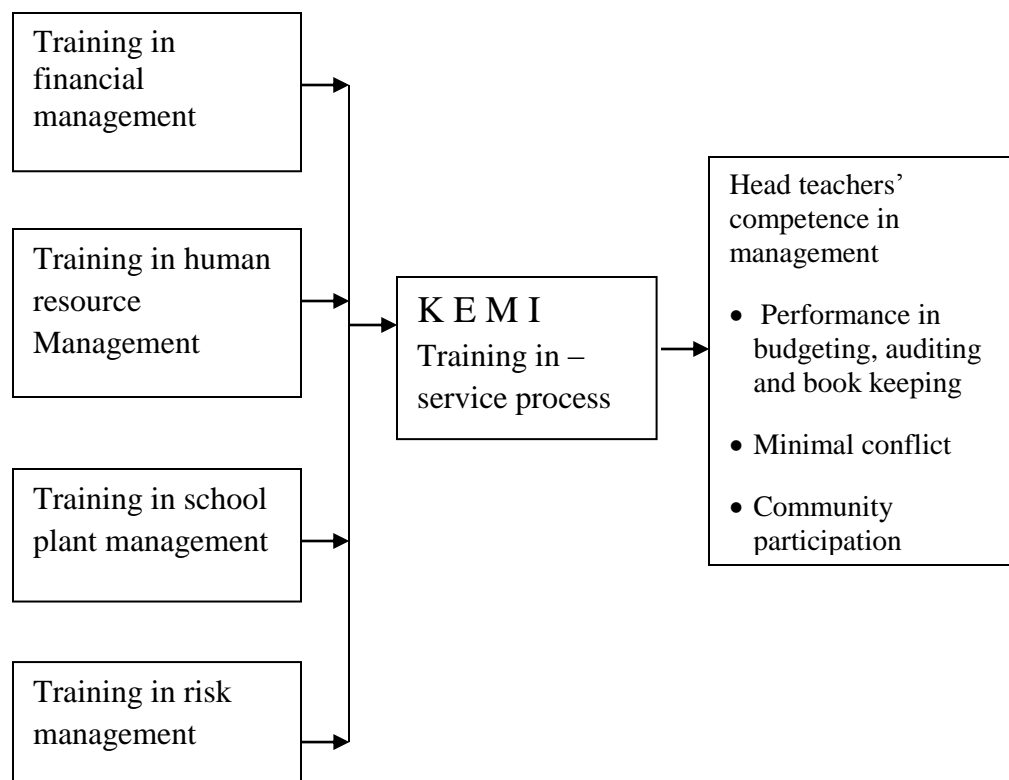 Training in
financial
management
Training in human
resource
Management
Training in school
plant management
Training in risk
management
K E M I
Training in –
service process
Head teachers’
competence in
management
• Performance in
budgeting, auditing
and book keeping
• Minimal conflict
• Community
participation